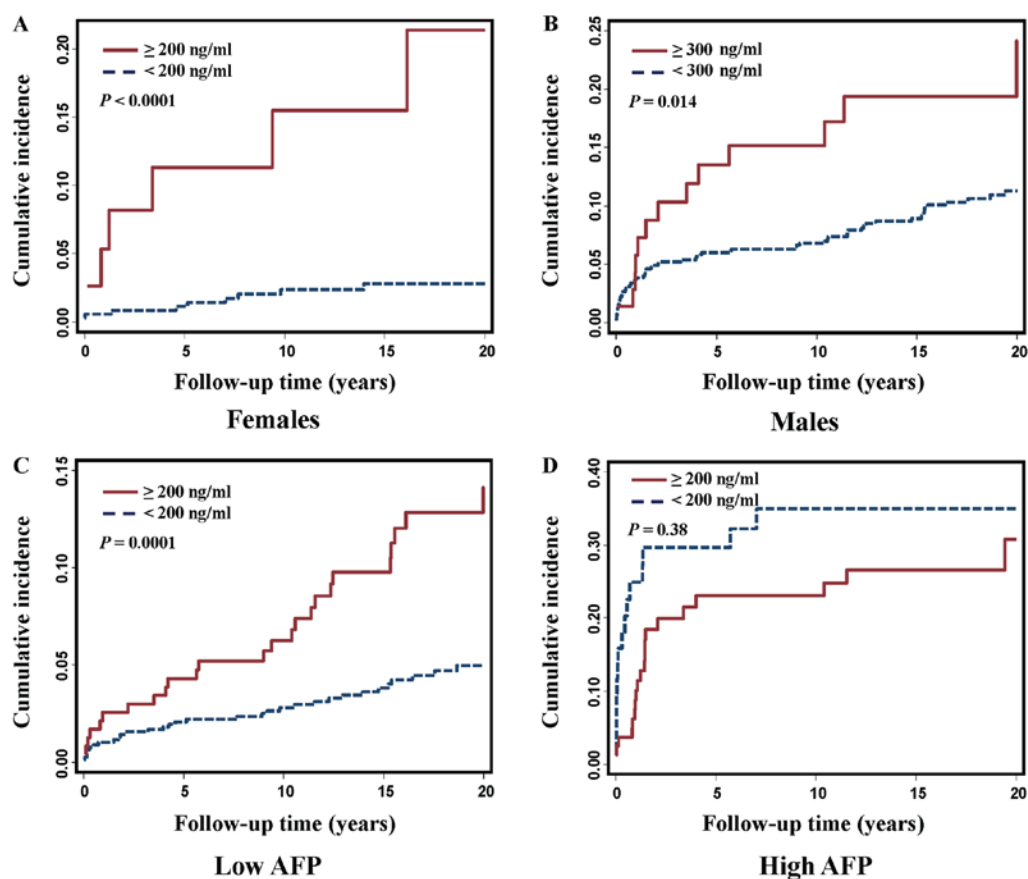 A
≥ 200 ng/ml
< 200 ng/ml
P < 0.0001
Cumulative incidence
0.00
0.05
0.10
0.15
0.20
0
5
10
15
20
Follow-up time (years)
Females
B
≥ 300 ng/ml
< 300 ng/ml
P = 0.014
Cumulative incidence
0.00
0.05
0.10
0.15
0.20
0.25
0
5
10
15
20
Follow-up time (years)
Males
C
≥ 200 ng/ml
< 200 ng/ml
P = 0.0001
Cumulative incidence
0.00
0.05
0.10
0.15
0
5
10
15
20
Follow-up time (years)
Low AFP
D
≥ 200 ng/ml
< 200 ng/ml
P = 0.38
Cumulative incidence
0.00
0.10
0.20
0.30
0.40
0
5
10
15
20
Follow-up time (years)
High AFP